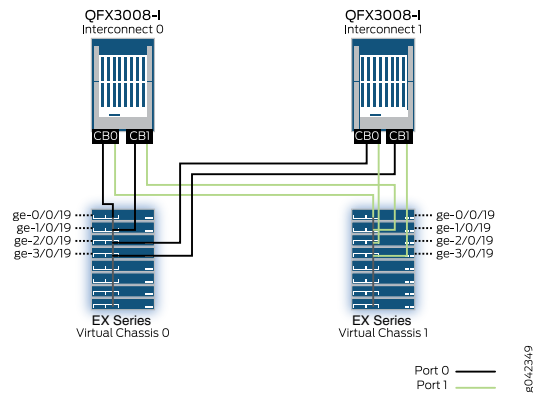 QFX3008-I
Interconnect 0
QFX3008-I
Interconnect 1
CB0 CB1
CB0 CB1
ge-0/0/19
ge-1/0/19
ge-2/0/19
ge-3/0/19
ge-0/0/19
ge-1/0/19
ge-2/0/19
ge-3/0/19
EX Series
Virtual Chassis 0
EX Series
Virtual Chassis 1
Port 0
Port 1
g042349